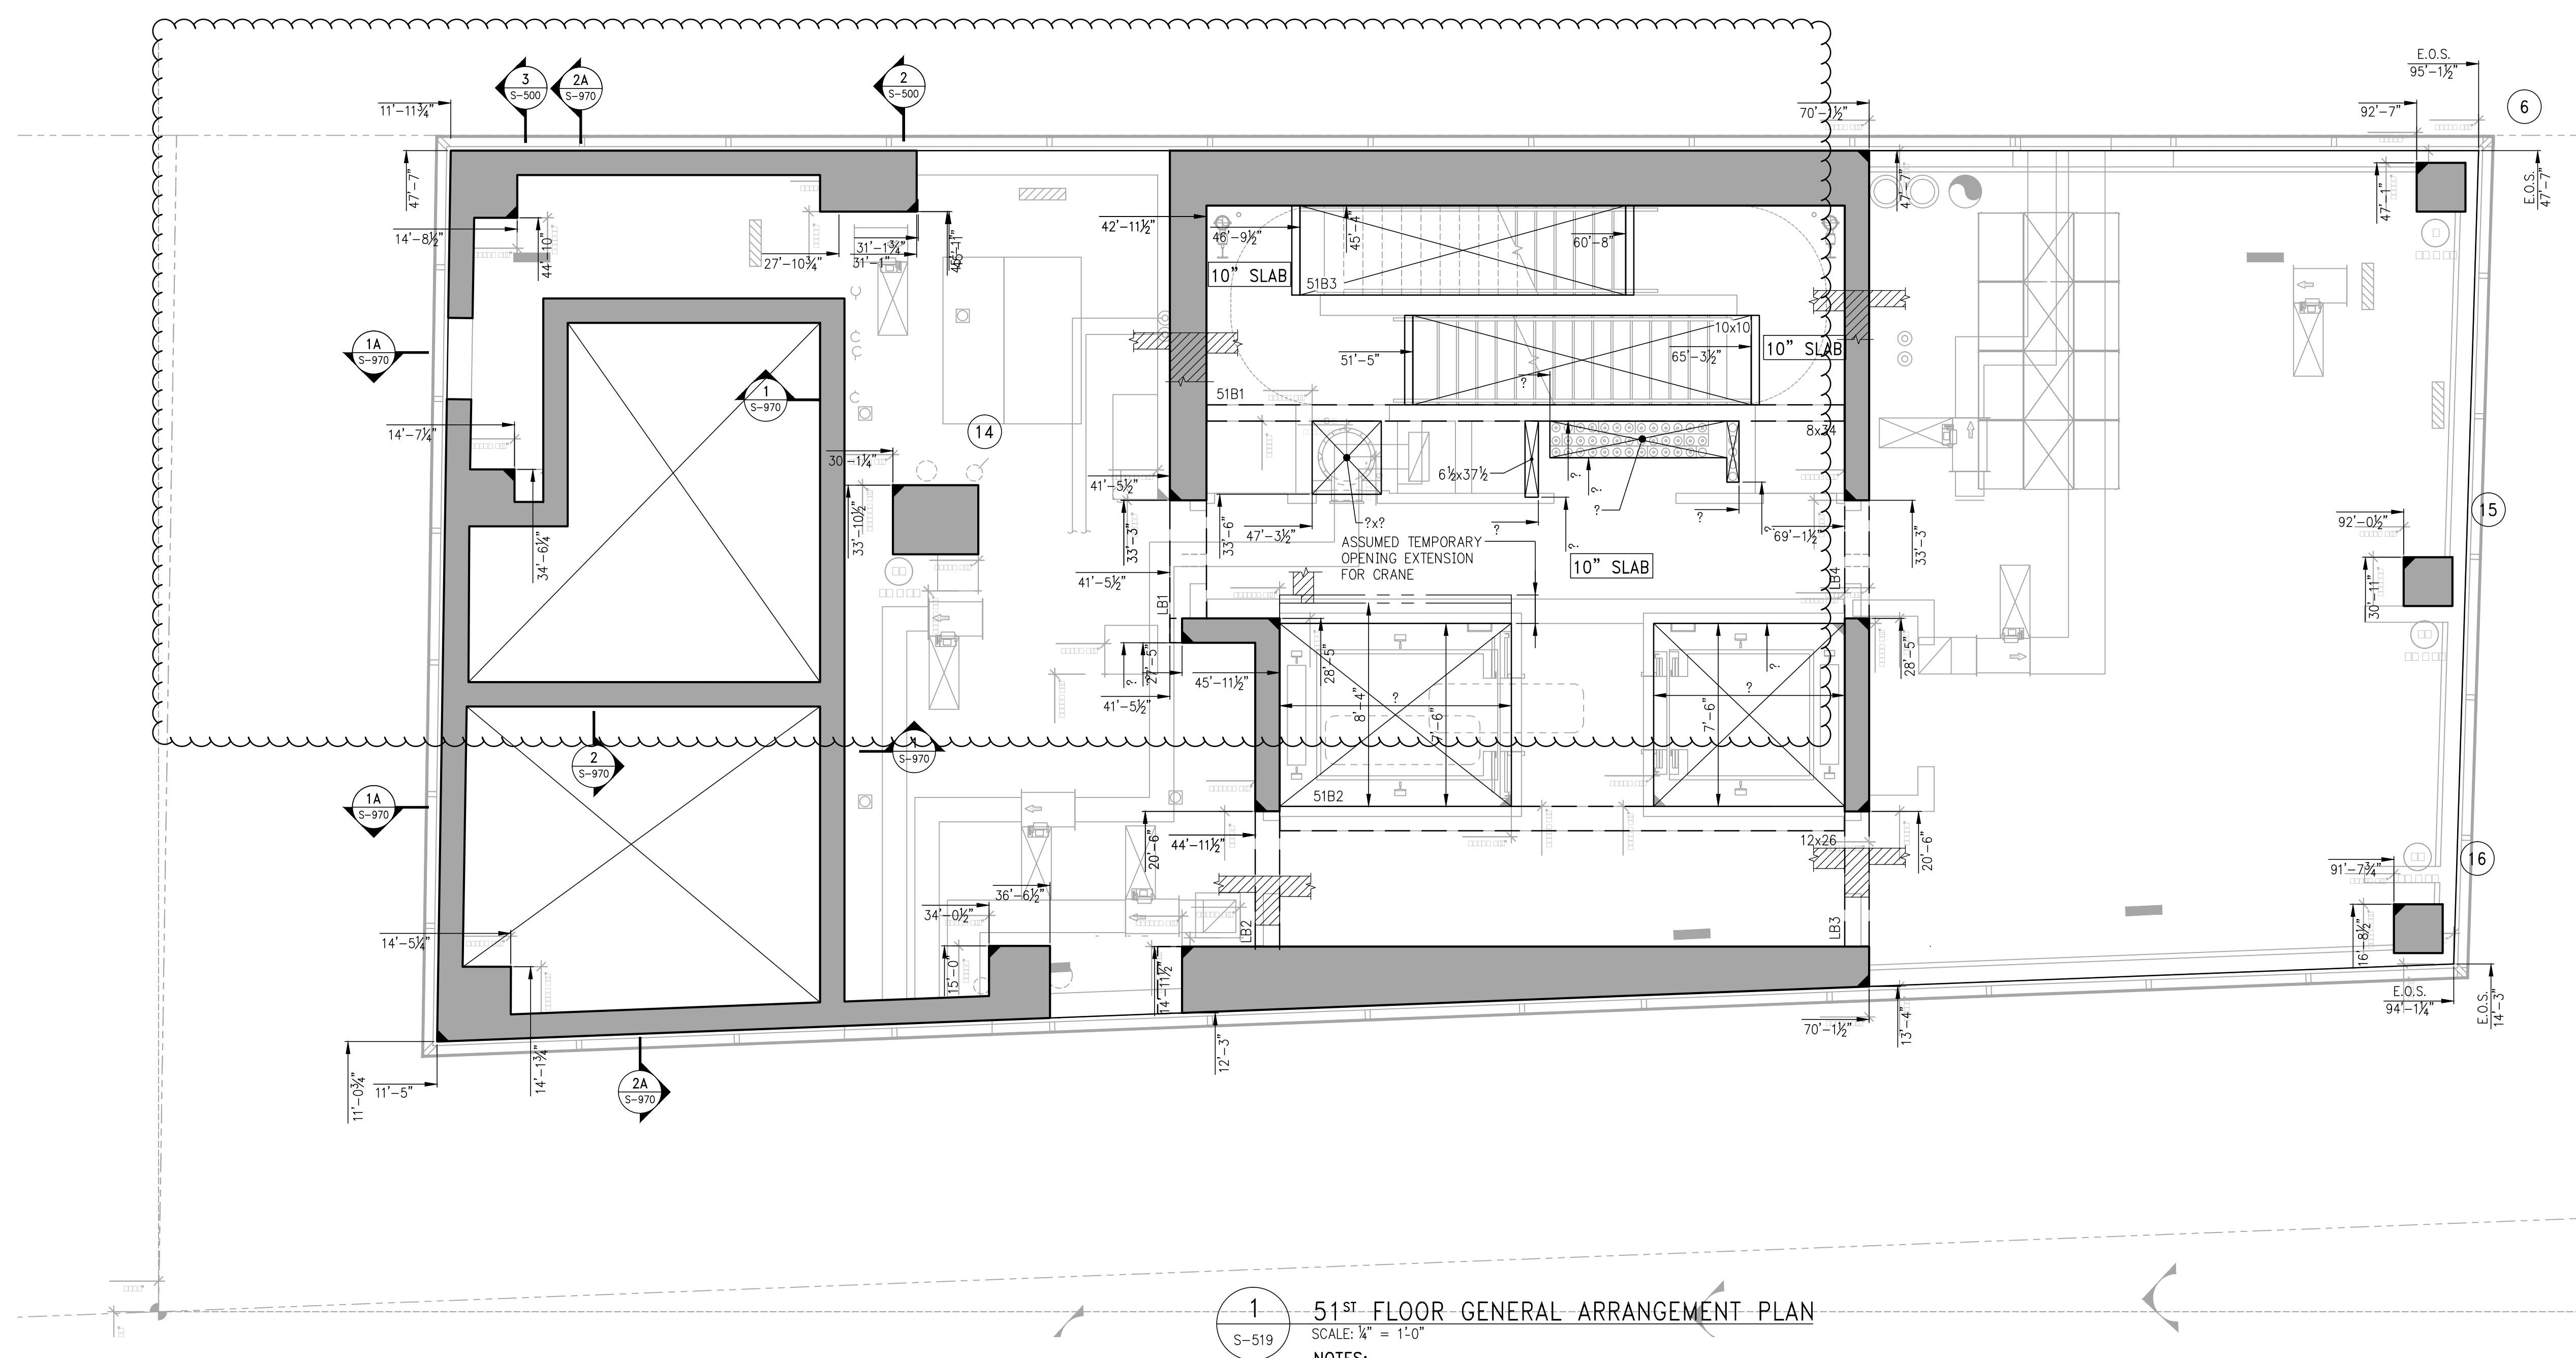 E.O.S.
95'-1½"
3
S-500
2A
S-970
2
S-500
11'-11¾"
70'-1½"
92'-7"
6
47'-7"
47'-7"
47'-1"
E.O.S.
47'-7"
14'-8½"
44'-10"
27'-10¾"
31'-1¾"
31'-1"
42'-11½"
46'-9½"
45'-4"
60'-8"
10" SLAB
51B3
10x10
10" SLAB
51'-5"
65'-3½"
1A
S-970
1
S-970
?
51B1
8x34
14'-7¼"
14
30'-1¼"
33'-10½"
34'-6¼"
41'-5½"
33'-3"
33'-6"
47'-3½"
?x?
6½x37½
?
?
?
?
?
?
?
?
69'-1½"
33'-3"
15
92'-0½"
30'-11"
ASSUMED TEMPORARY
OPENING EXTENSION
FOR CRANE
10" SLAB
41'-5½"
LB1
LB4
27'-5"
?
45'-11½"
28'-5"
41'-5½"
8'-4"
?
7'-6"
7'-6"
?
?
28'-5"
2
S-970
1
S-970
1A
S-970
51B2
12x26
20'-6"
44'-11½"
20'-6"
16
91'-7¾"
16'-8½"
14'-5¼"
34'-0½"
36'-6½"
15'-0"
14'-11½"
LB2
LB3
14'-1¾"
11'-0¾"
11'-5"
2A
S-970
12'-3"
70'-1½"
13'-4"
E.O.S.
94'-1¼"
E.O.S.
14'-3"
1
S-519
51ST FLOOR GENERAL ARRANGEMENT PLAN
SCALE: ¼" = 1'-0"
NOTES: